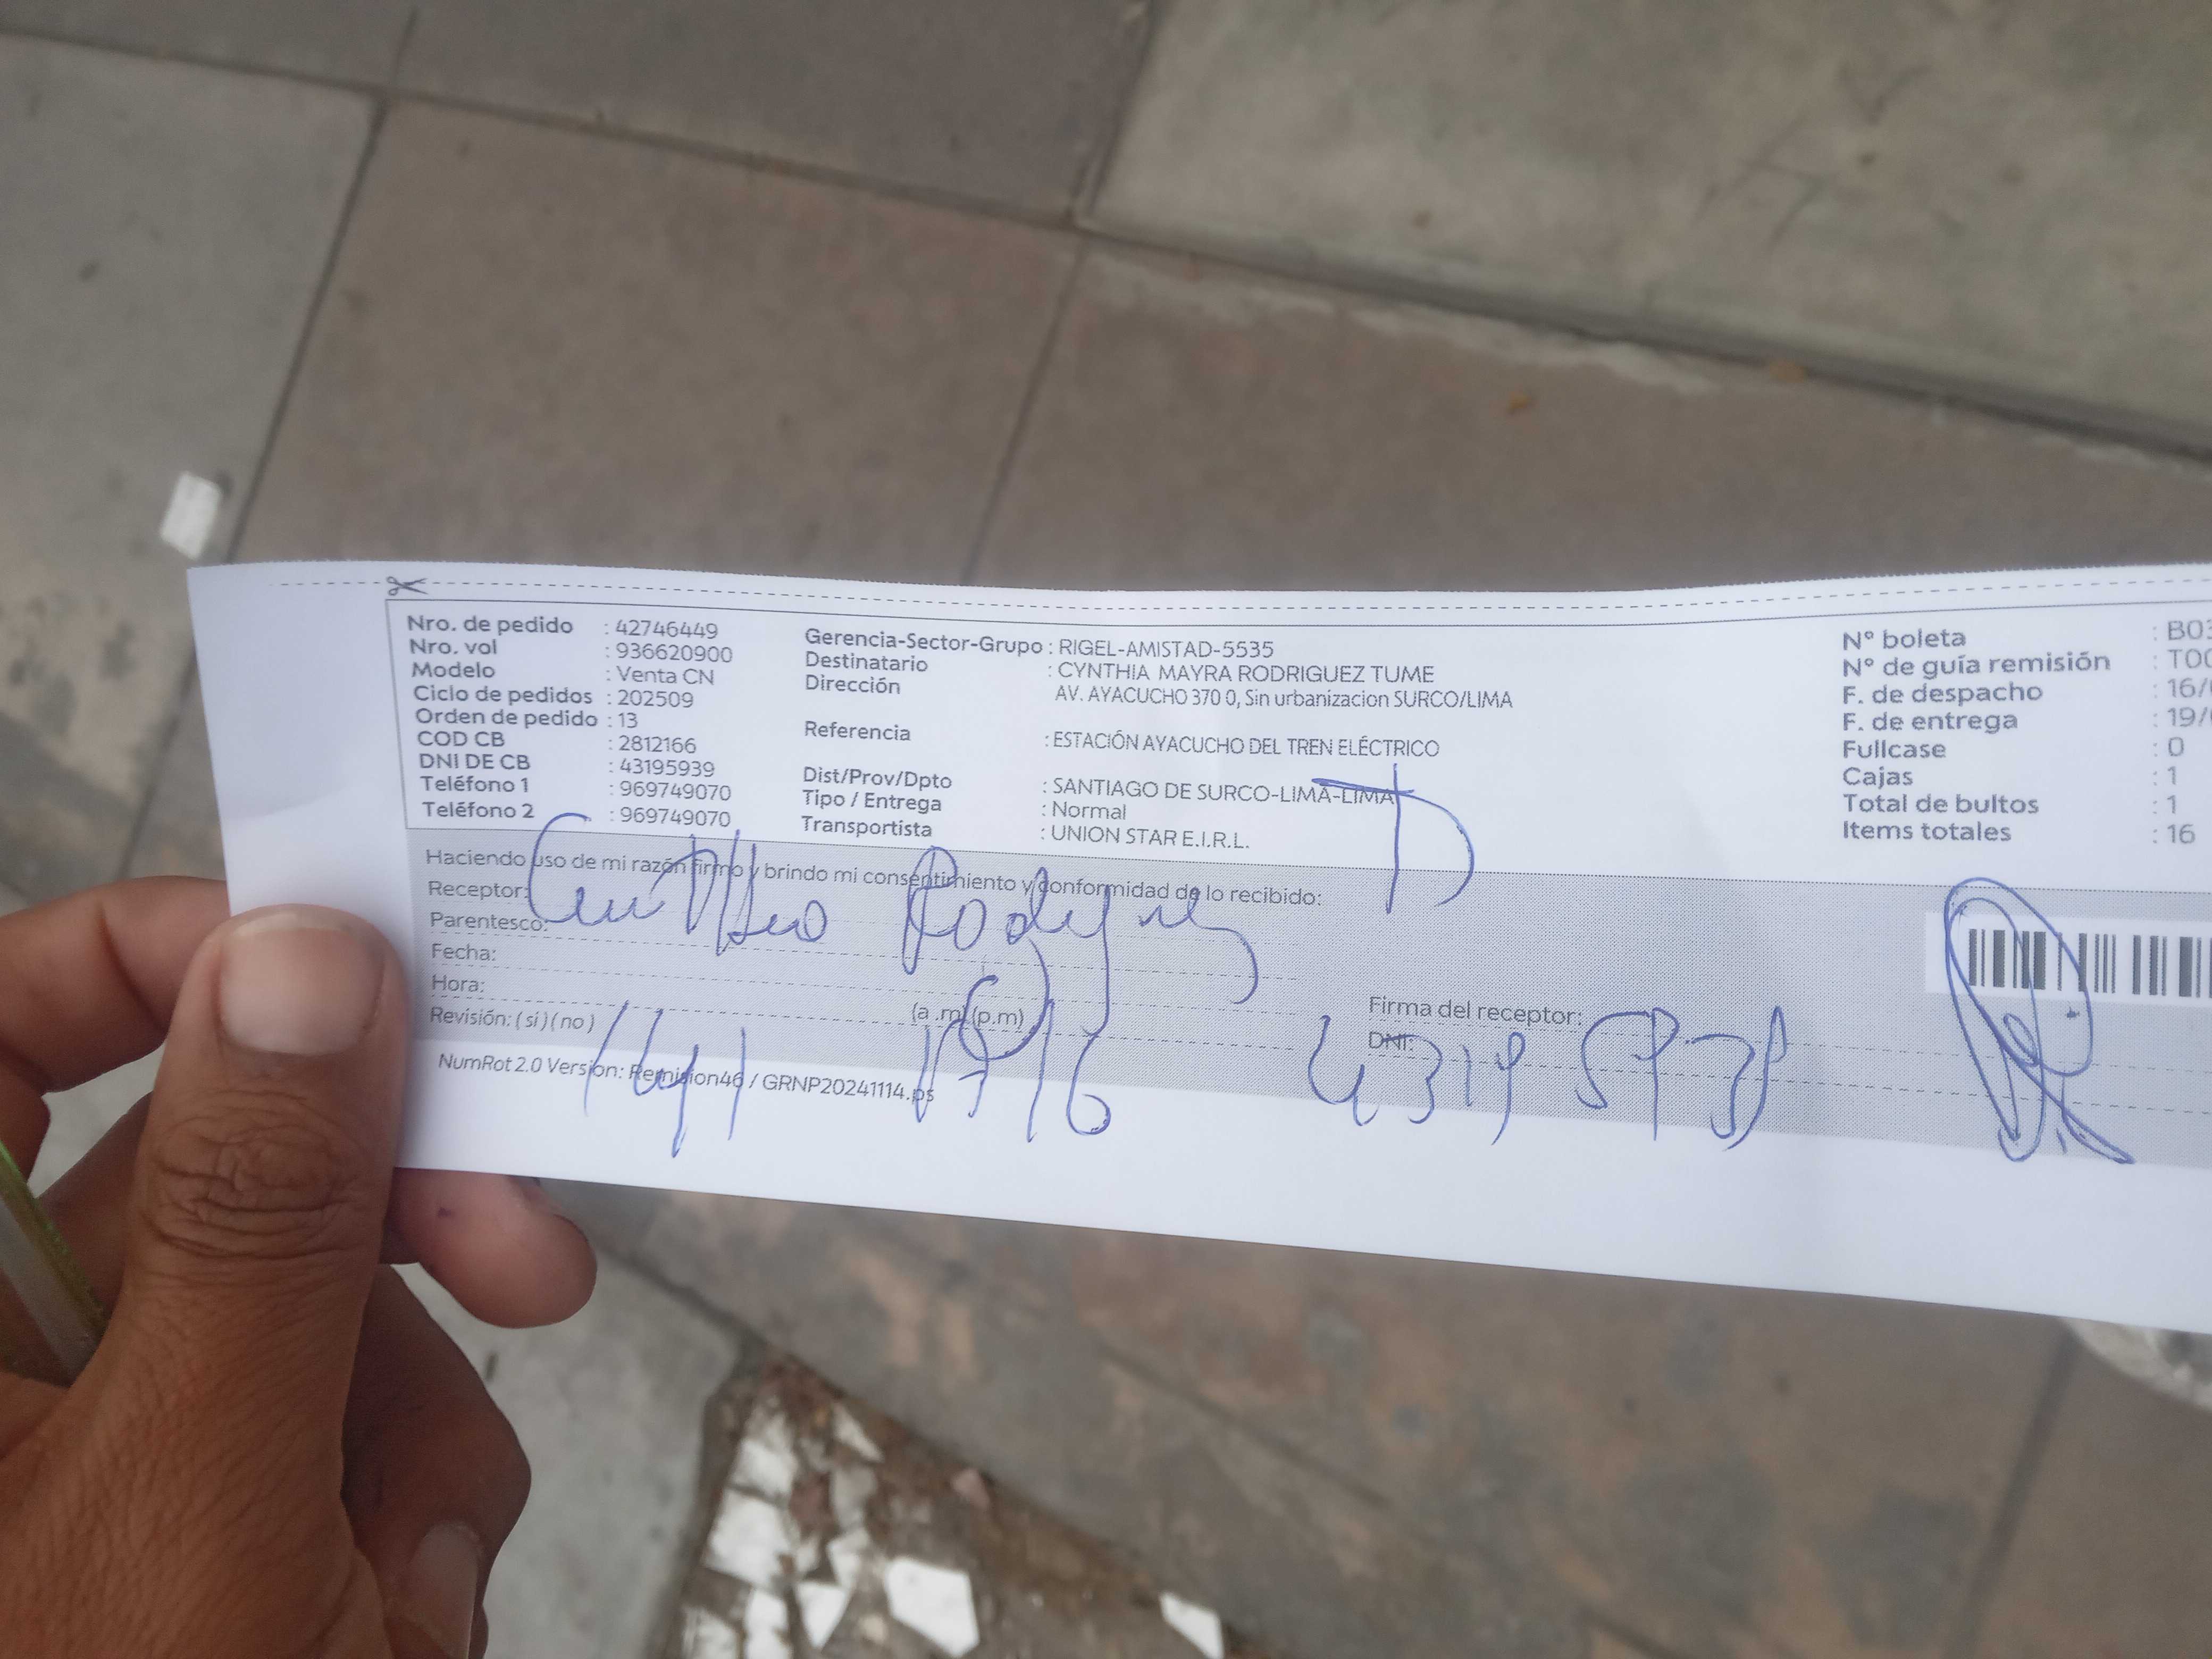 Nro. de pedido : 42746449
Nro. vol : 936620900
Modelo : Venta CN
Ciclo de pedidos : 202509
Orden de pedido : 13
COD CB : 2812166
DNI DE CB : 43195939
Teléfono 1 : 969749070
Teléfono 2 : 969749070
Gerencia-Sector-Grupo : RIGEL-AMISTAD-5535
Destinatario : CYNTHIA MAYRA RODRIGUEZ TUME
Dirección AV. AYACUCHO 370 0, Sin urbanizacion SURCO/LIMA
Referencia : ESTACIÓN AYACUCHO DEL TREN ELÉCTRICO
Dist/Prov/Dpto : SANTIAGO DE SURCO-LIMA-LIMA
Tipo / Entrega : Normal
Transportista : UNION STAR E.I.R.L.
N° boleta : B03
N° de guía remisión : T00
F. de despacho : 16/
F. de entrega : 19/
Fullcase : 0
Cajas : 1
Total de bultos : 1
Items totales : 16
Haciendo uso de mi razón firmo y brindo mi consentimiento y conformidad de lo recibido:
Receptor: Rodriguez T
Parentesco:
Fecha:
Hora: (a .m) (p.m)
Revisión: ( si ) ( no )
Firma del receptor:
DNI:
NumRot 2.0 Version: Remision46 / GRNP20241114.ps